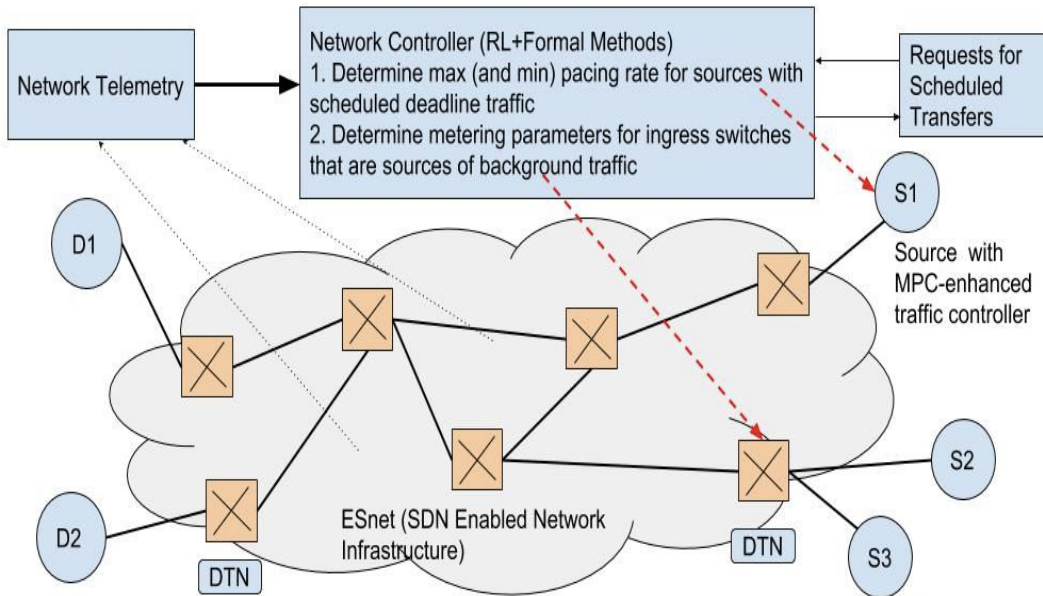 Network Telemetry
Network Controller (RL+Formal Methods)
1. Determine max (and min) pacing rate for sources with
scheduled deadline traffic
2. Determine metering parameters for ingress switches
that are sources of background traffic
Requests for
Scheduled
Transfers
S1
D1
Source with
MPC-enhanced
traffic controller
S2
ESnet (SDN Enabled Network
Infrastructure)
D2
S3
DTN
DTN